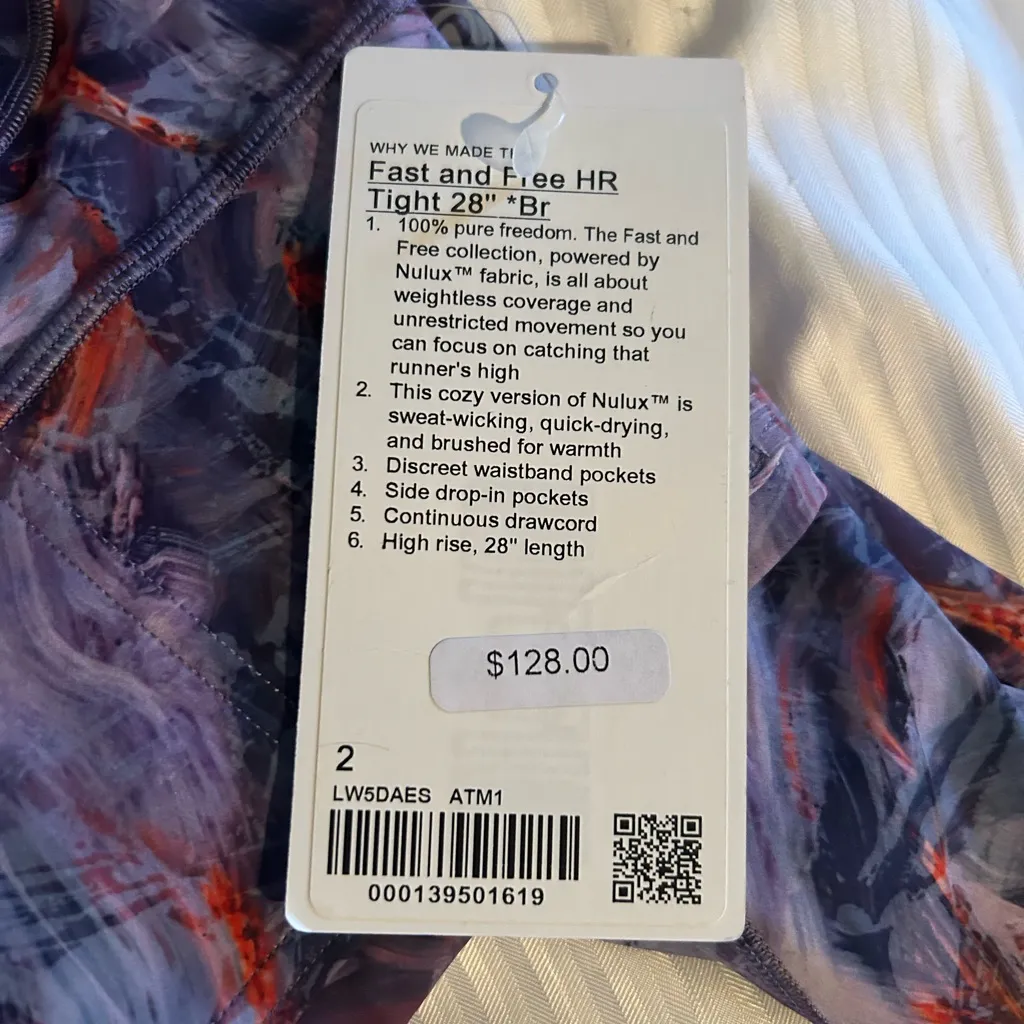 WHY WE MADE
Fast and Free HR
Tight 28" *Br
1. 100% pure freedom. The Fast and
Free collection, powered by
Nulux™ fabric, is all about
weightless coverage and
unrestricted movement so you
can focus on catching that
runner's high
2. This cozy version of Nulux™ is
sweat-wicking, quick-drying,
and brushed for warmth
3. Discreet waistband pockets
4. Side drop-in pockets
5. Continuous drawcord
6. High rise, 28" length
$128.00
2
LW5DAES ATM1
000139501619